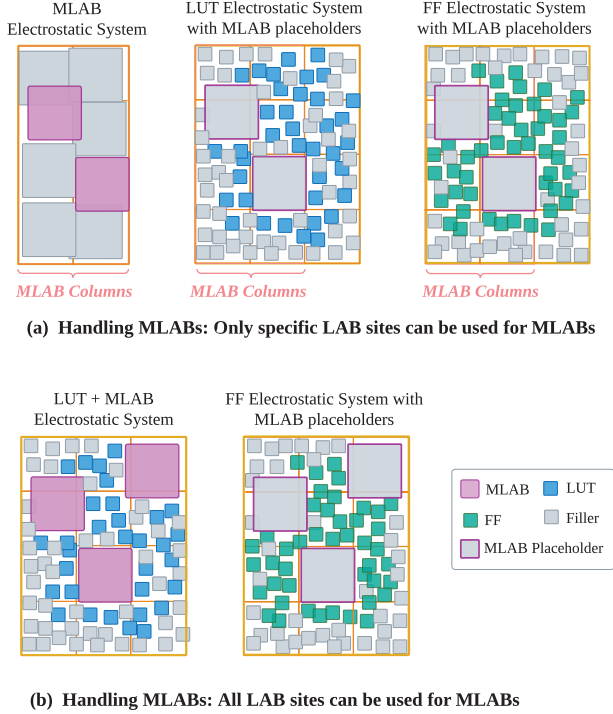 MLAB
Electrostatic System
LUT Electrostatic System
with MLAB placeholders
FF Electrostatic System
with MLAB placeholders
MLAB Columns
MLAB Columns
MLAB Columns
(a) Handling MLABs: Only specific LAB sites can be used for MLABs
LUT + MLAB
Electrostatic System
FF Electrostatic System with
MLAB placeholders
MLAB
LUT
FF
Filler
MLAB Placeholder
(b) Handling MLABs: All LAB sites can be used for MLABs